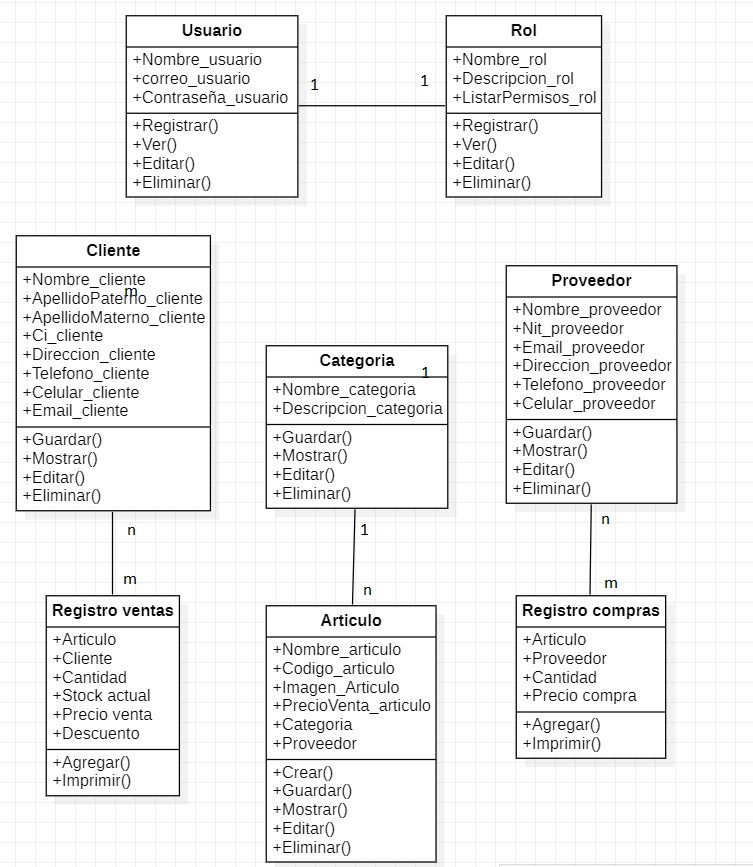 Usuario
+Nombre_usuario
+correo_usuario
+Contraseña_usuario
+Registrar()
+Ver()
+Editar()
+Eliminar()
1
1
Rol
+Nombre_rol
+Descripcion_rol
+ListarPermisos_rol
+Registrar()
+Ver()
+Editar()
+Eliminar()
Cliente
+Nombre_cliente
m
+ApellidoPaterno_cliente
+ApellidoMaterno_cliente
+Ci_cliente
+Direccion_cliente
+Telefono_cliente
+Celular_cliente
+Email_cliente
+Guardar()
+Mostrar()
+Editar()
+Eliminar()
n
m
Registro ventas
+Articulo
+Cliente
+Cantidad
+Stock actual
+Precio venta
+Descuento
+Agregar()
+Imprimir()
Categoria
1
+Nombre_categoria
+Descripcion_categoria
+Guardar()
+Mostrar()
+Editar()
+Eliminar()
1
n
Articulo
+Nombre_articulo
+Codigo_articulo
+Imagen_Articulo
+PrecioVenta_articulo
+Categoria
+Proveedor
+Crear()
+Guardar()
+Mostrar()
+Editar()
+Eliminar()
Proveedor
+Nombre_proveedor
+Nit_proveedor
+Email_proveedor
+Direccion_proveedor
+Telefono_proveedor
+Celular_proveedor
+Guardar()
+Mostrar()
+Editar()
+Eliminar()
n
m
Registro compras
+Articulo
+Proveedor
+Cantidad
+Precio compra
+Agregar()
+Imprimir()